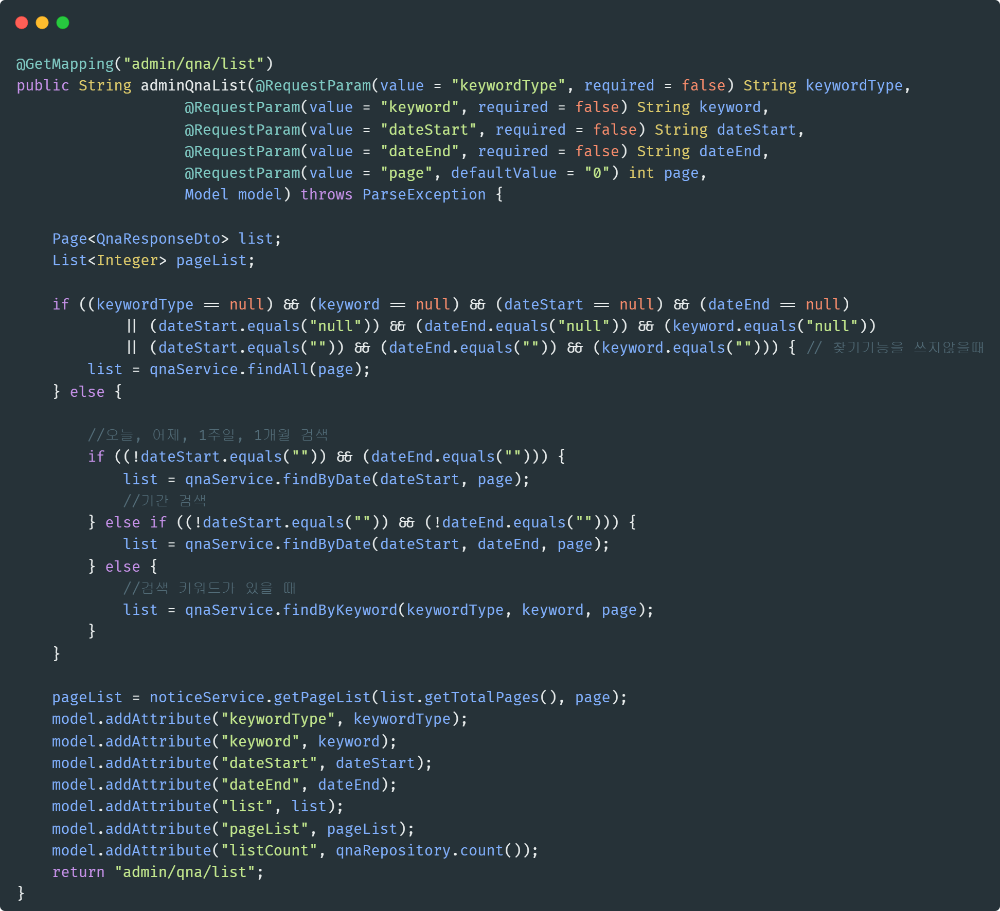 @GetMapping("admin/qna/list")
public String adminQnaList(@RequestParam(value = "keywordType", required = false) String keywordType,
                   @RequestParam(value = "keyword", required = false) String keyword,
                   @RequestParam(value = "dateStart", required = false) String dateStart,
                   @RequestParam(value = "dateEnd", required = false) String dateEnd,
                   @RequestParam(value = "page", defaultValue = "0") int page,
                   Model model) throws ParseException {

    Page<QnaResponseDto> list;
    List<Integer> pageList;

    if ((keywordType == null) && (keyword == null) && (dateStart == null) && (dateEnd == null)
            || (dateStart.equals("null")) && (dateEnd.equals("null")) && (keyword.equals("null"))
            || (dateStart.equals("")) && (dateEnd.equals("")) && (keyword.equals(""))) { // 찾기기능을 쓰지않을때
        list = qnaService.findAll(page);
    } else {

        //오늘, 어제, 1주일, 1개월 검색
        if ((!dateStart.equals("")) && (dateEnd.equals(""))) {
            list = qnaService.findByDate(dateStart, page);
            //기간 검색
        } else if ((!dateStart.equals("")) && (!dateEnd.equals(""))) {
            list = qnaService.findByDate(dateStart, dateEnd, page);
        } else {
            //검색 키워드가 있을 때
            list = qnaService.findByKeyword(keywordType, keyword, page);
        }
    }

    pageList = noticeService.getPageList(list.getTotalPages(), page);
    model.addAttribute("keywordType", keywordType);
    model.addAttribute("keyword", keyword);
    model.addAttribute("dateStart", dateStart);
    model.addAttribute("dateEnd", dateEnd);
    model.addAttribute("list", list);
    model.addAttribute("pageList", pageList);
    model.addAttribute("listCount", qnaRepository.count());
    return "admin/qna/list";
}